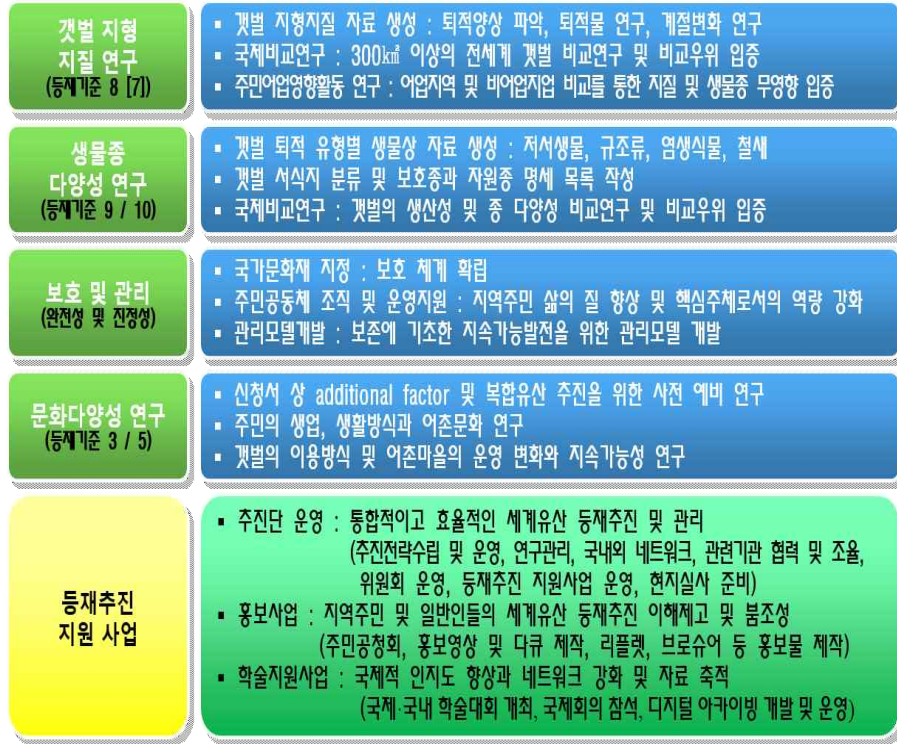 갯벌 지형
지질 연구
(등재기준 8 [7])
▪ 갯벌 지형지질 자료 생성 : 퇴적양상 파악, 퇴적물 연구, 계절변화 연구
▪ 국제비교연구 : 300㎢ 이상의 전세계 갯벌 비교연구 및 비교우위 입증
▪ 주민어업영향활동 연구 : 어업지역 및 비어업지업 비교를 통한 지질 및 생물종 무영향 입증
생물종
다양성 연구
(등재기준 9 / 10)
▪ 갯벌 퇴적 유형별 생물상 자료 생성 : 저서생물, 규조류, 염생식물, 철새
▪ 갯벌 서식지 분류 및 보호종과 자원종 명세 목록 작성
▪ 국제비교연구 : 갯벌의 생산성 및 종 다양성 비교연구 및 비교우위 입증
보호 및 관리
(완전성 및 진정성)
▪ 국가문화재 지정 : 보호 체계 확립
▪ 주민공동체 조직 및 운영지원 : 지역주민 삶의 질 향상 및 핵심주체로서의 역량 강화
▪ 관리모델개발 : 보존에 기초한 지속가능발전을 위한 관리모델 개발
문화다양성 연구
(등재기준 3 / 5)
▪ 신청서 상 additional factor 및 복합유산 추진을 위한 사전 예비 연구
▪ 주민의 생업, 생활방식과 어촌문화 연구
▪ 갯벌의 이용방식 및 어촌마을의 운영 변화와 지속가능성 연구
등재추진
지원 사업
▪ 추진단 운영 : 통합적이고 효율적인 세계유산 등재추진 및 관리
(추진전략수립 및 운영, 연구관리, 국내외 네트워크, 관련기관 협력 및 조율,
위원회 운영, 등재추진 지원사업 운영, 현지실사 준비)
▪ 홍보사업 : 지역주민 및 일반인들의 세계유산 등재추진 이해제고 및 붐조성
(주민공청회, 홍보영상 및 다큐 제작, 리플렛, 브로슈어 등 홍보물 제작)
▪ 학술지원사업 : 국제적 인지도 향상과 네트워크 강화 및 자료 축적
(국제·국내 학술대회 개최, 국제회의 참석, 디지털 아카이빙 개발 및 운영)